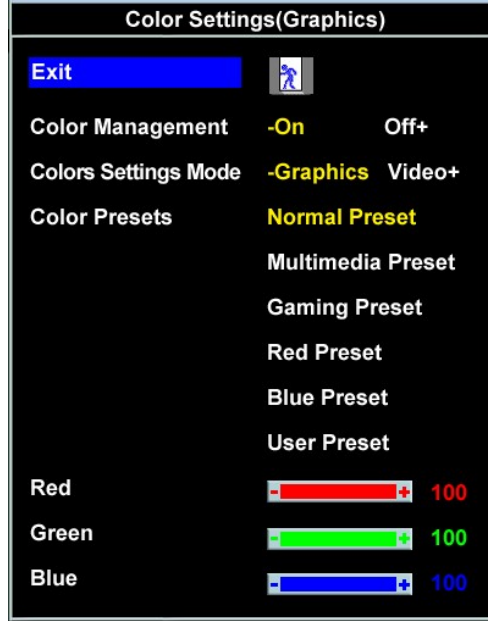 Color Settings(Graphics)
Exit
Color Management -On Off+
Colors Settings Mode -Graphics Video+
Color Presets Normal Preset
Multimedia Preset
Gaming Preset
Red Preset
Blue Preset
User Preset
Red - + 100
Green - + 100
Blue - + 100